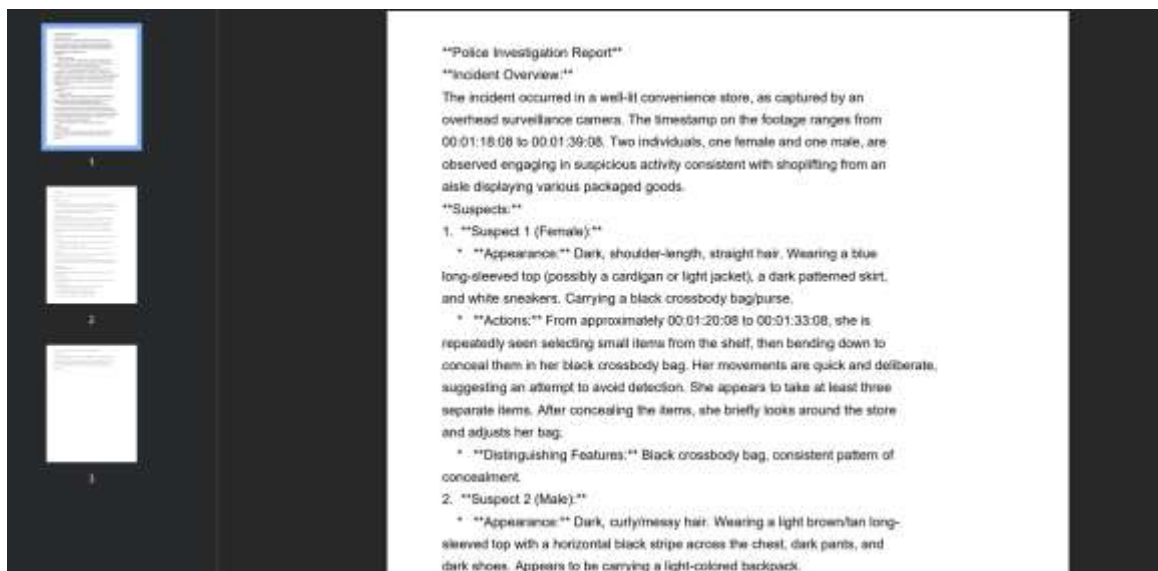 **Police Investigation Report**
**Incident Overview:**
The incident occurred in a well-lit convenience store, as captured by an
overhead surveillance camera. The timestamp on the footage ranges from
00:01:18:08 to 00:01:39:08. Two individuals, one female and one male, are
observed engaging in suspicious activity consistent with shoplifting from an
aisle displaying various packaged goods.
**Suspects:**
1. **Suspect 1 (Female):**
* **Appearance:** Dark, shoulder-length, straight hair. Wearing a blue
long-sleeved top (possibly a cardigan or light jacket), a dark patterned skirt,
and white sneakers. Carrying a black crossbody bag/purse.
* **Actions:** From approximately 00:01:20:08 to 00:01:33:08, she is
repeatedly seen selecting small items from the shelf, then bending down to
conceal them in her black crossbody bag. Her movements are quick and deliberate,
suggesting an attempt to avoid detection. She appears to take at least three
separate items. After concealing the items, she briefly looks around the store
and adjusts her bag.
* **Distinguishing Features:** Black crossbody bag, consistent pattern of
concealment.
2. **Suspect 2 (Male):**
* **Appearance:** Dark, curly/messy hair. Wearing a light brown/tan long-
sleeved top with a horizontal black stripe across the chest, dark pants, and
dark shoes. Appears to be carrying a light-colored backpack.
1
2
3